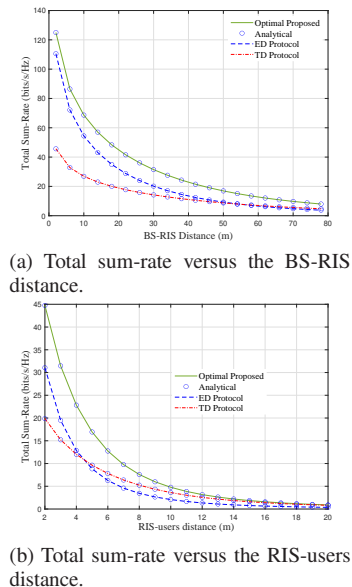 140
120
100
80
60
40
20
0
Total Sum-Rate (bits/s/Hz)
Optimal Proposed
Analytical
ED Protocol
TD Protocol
0 10 20 30 40 50 60 70 80
BS-RIS Distance (m)
(a) Total sum-rate versus the BS-RIS
distance.
45
40
35
30
25
20
15
10
5
0
Total Sum-Rate (bits/s/Hz)
Optimal Proposed
Analytical
ED Protocol
TD Protocol
2 4 6 8 10 12 14 16 18 20
RIS-users distance (m)
(b) Total sum-rate versus the RIS-users
distance.